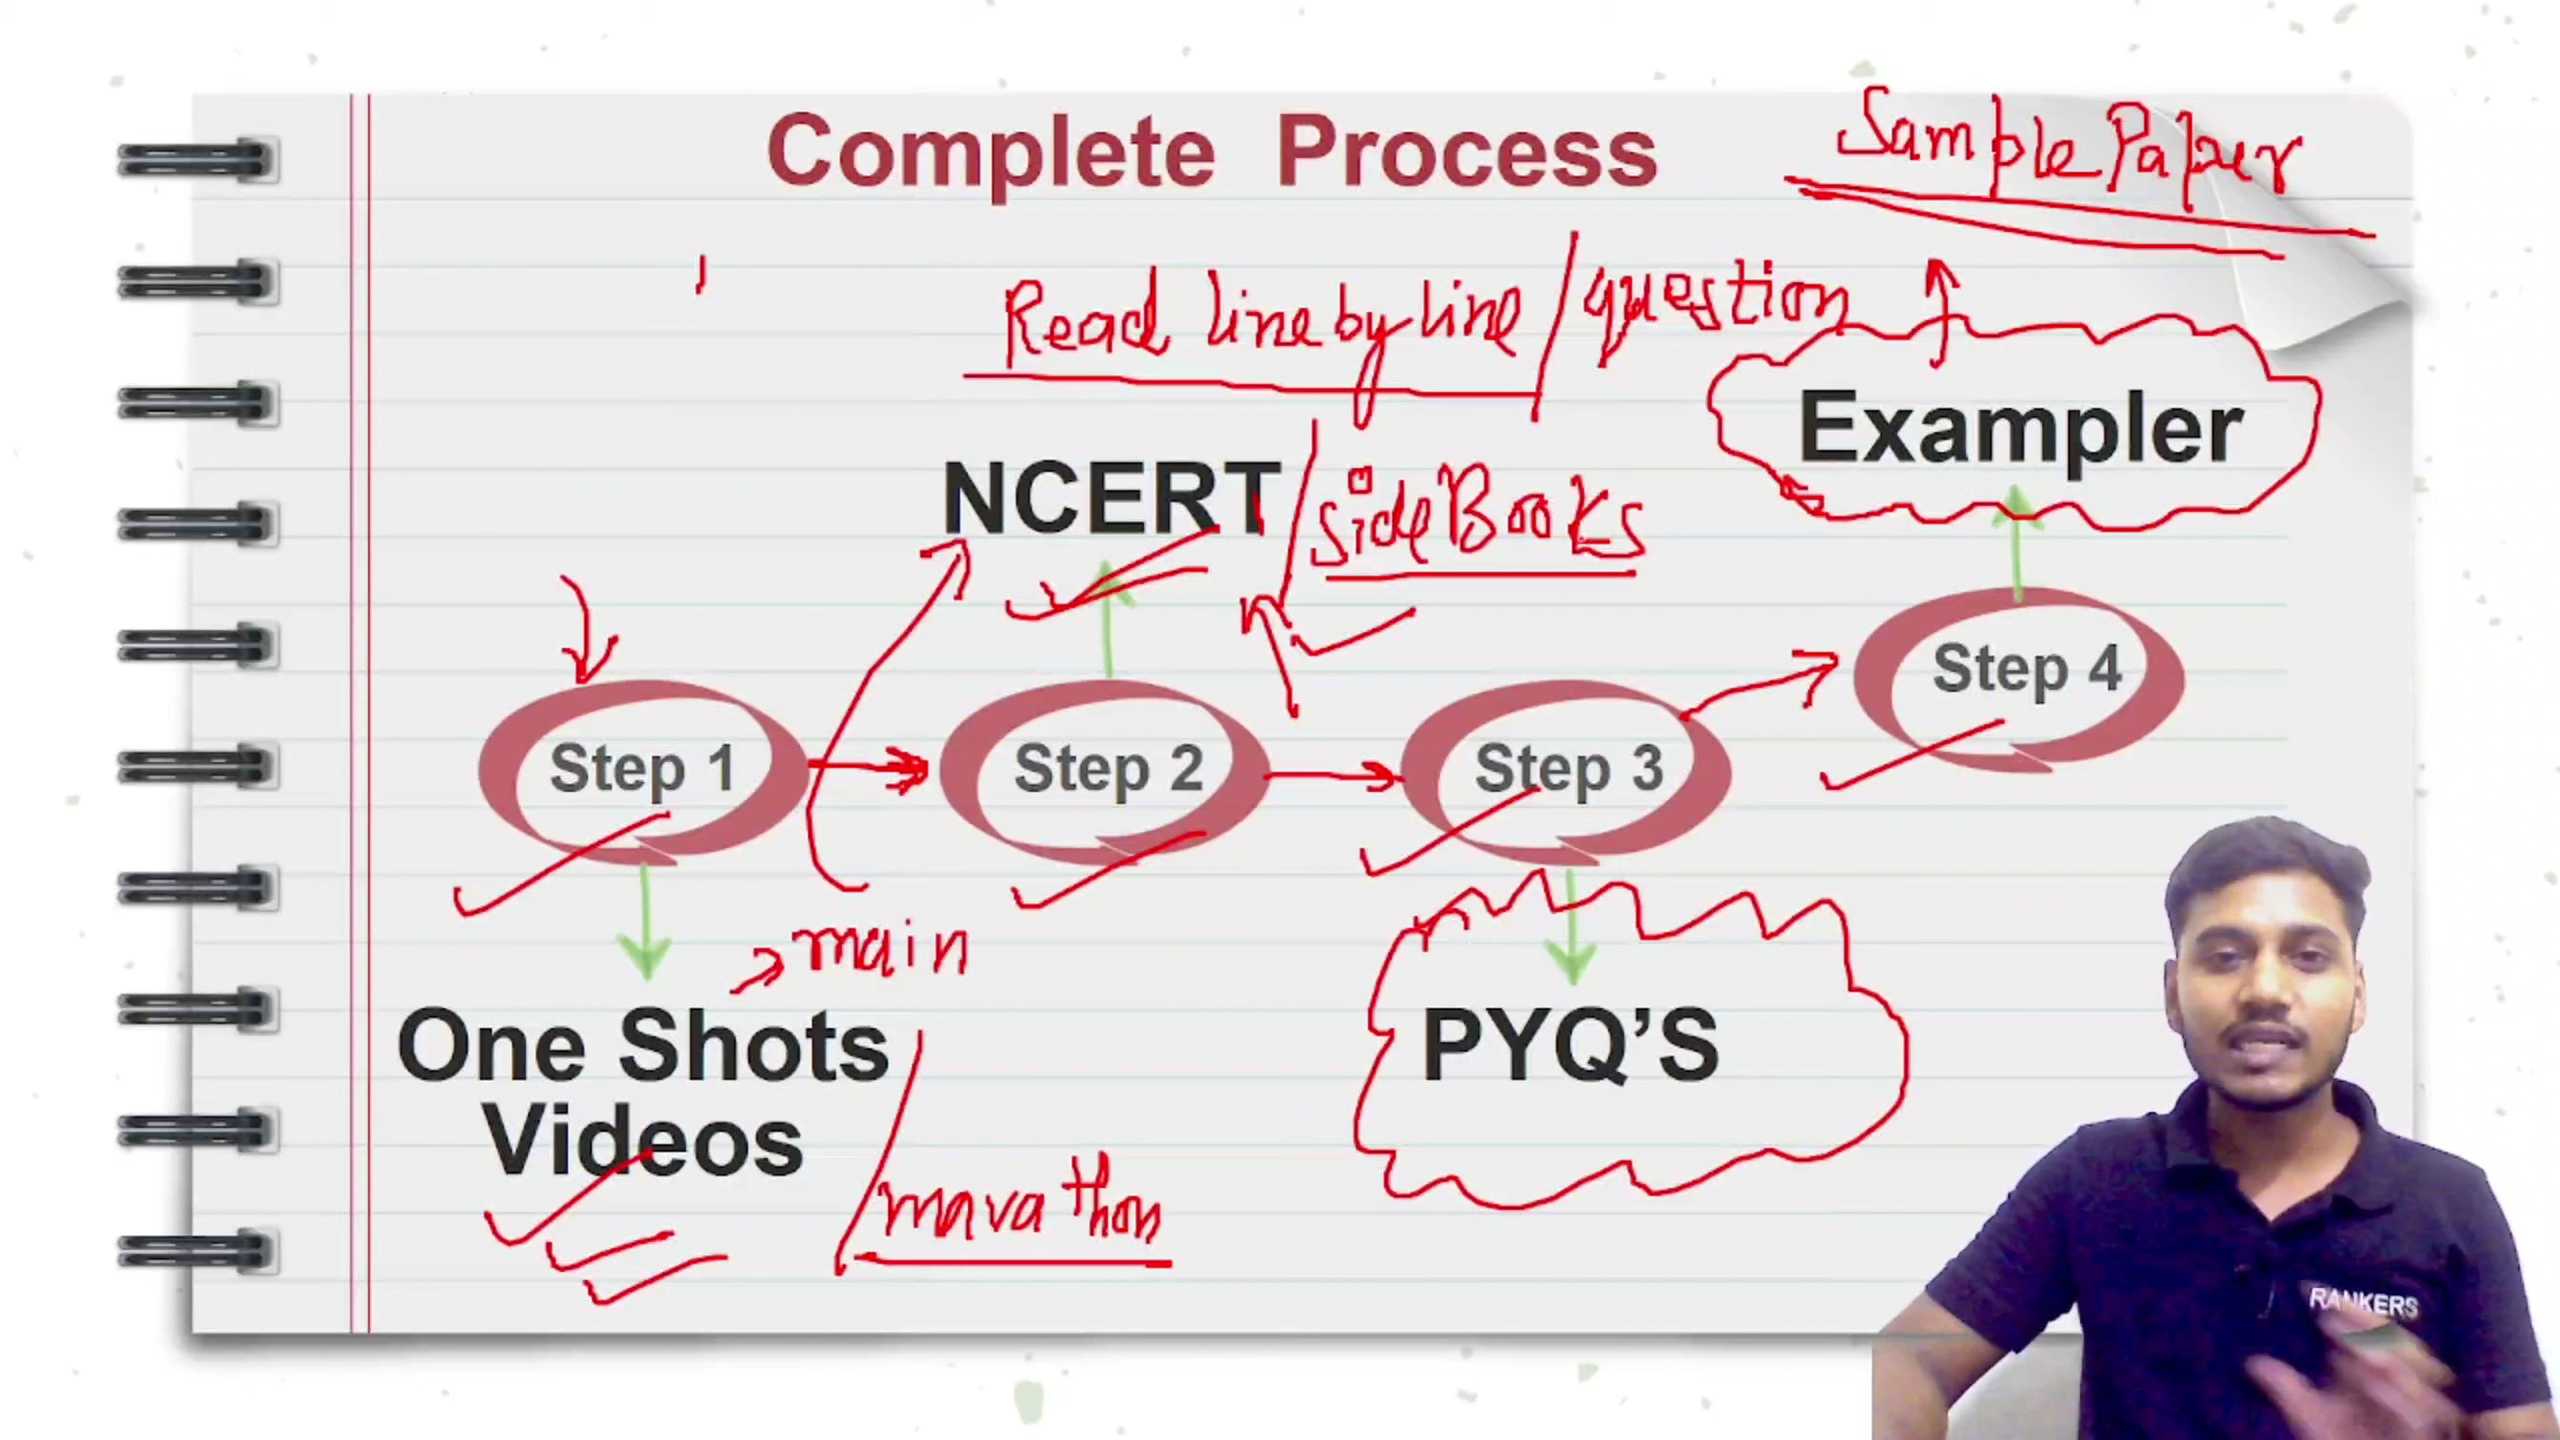 Complete Process
Sample Paper
Read line by line / question
NCERT / side Books
Exampler
Step 1
Step 2
Step 3
Step 4
main
One Shots
Videos
/ marathon
PYQ'S
RANKERS